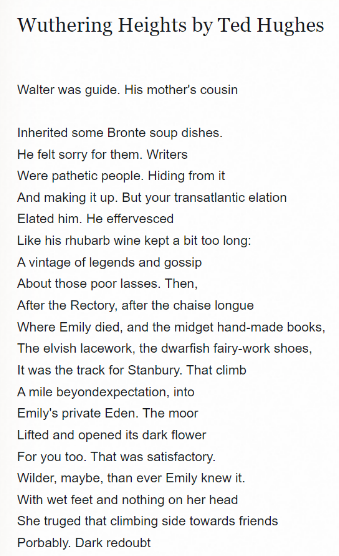 Wuthering Heights by Ted Hughes
Walter was guide. His mother's cousin
Inherited some Bronte soup dishes.
He felt sorry for them. Writers
Were pathetic people. Hiding from it
And making it up. But your transatlantic elation
Elated him. He effervesced
Like his rhubarb wine kept a bit too long:
A vintage of legends and gossip
About those poor lasses. Then,
After the Rectory, after the chaise longue
Where Emily died, and the midget hand-made books,
The elvish lacework, the dwarfish fairy-work shoes,
It was the track for Stanbury. That climb
A mile beyondexpectation, into
Emily's private Eden. The moor
Lifted and opened its dark flower
For you too. That was satisfactory.
Wilder, maybe, than ever Emily knew it.
With wet feet and nothing on her head
She truged that climbing side towards friends
Porbably. Dark redoubt